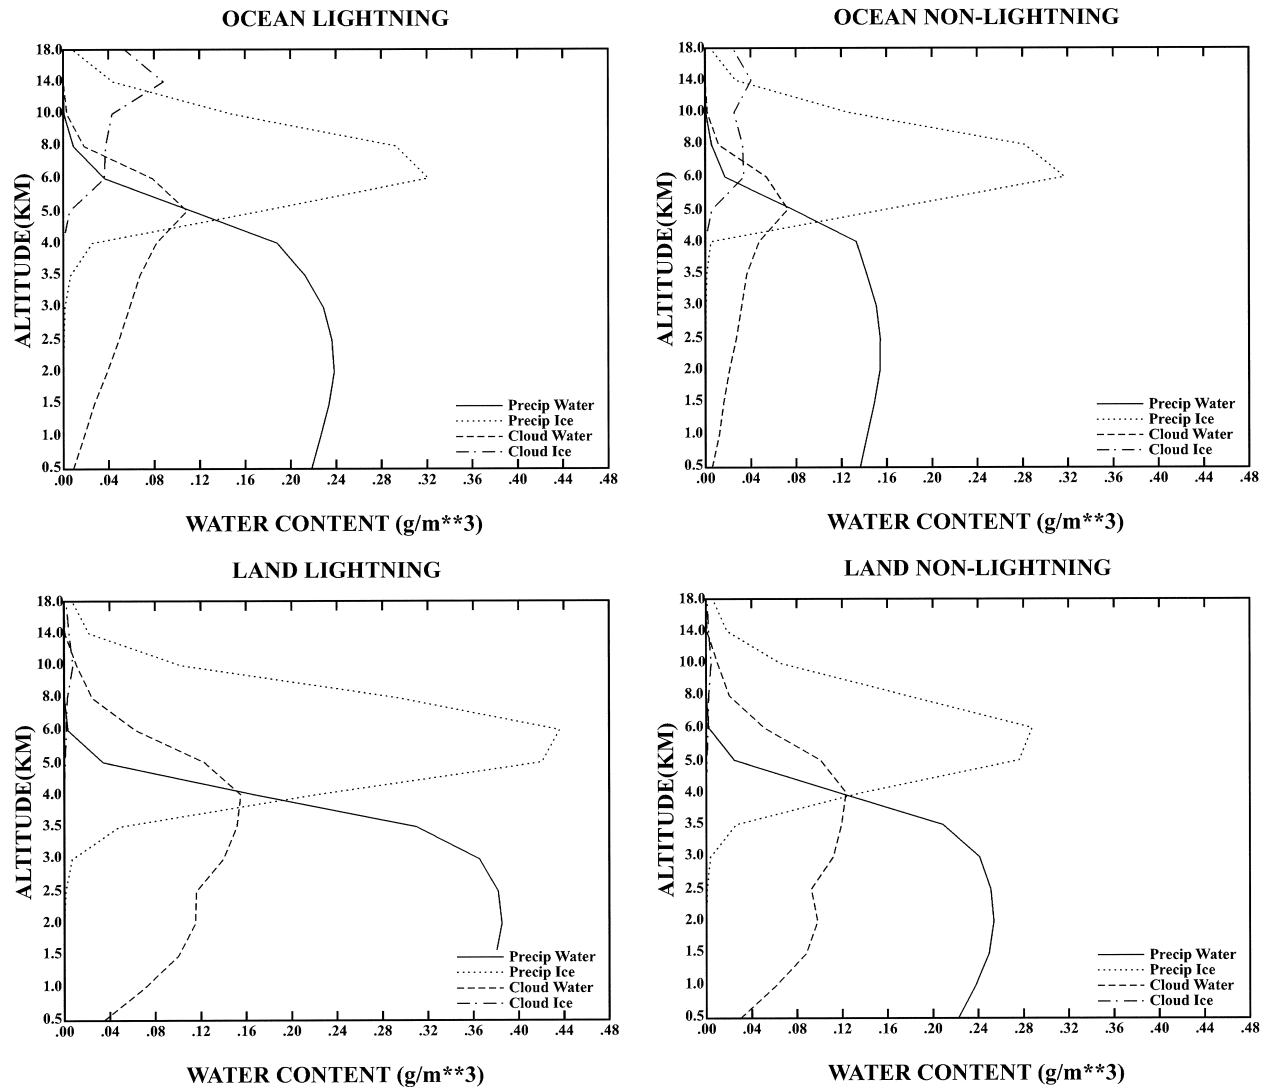 OCEAN LIGHTNING
18.0
14.0
10.0
8.0
6.0
5.0
4.0
3.5
3.0
2.5
2.0
1.5
1.0
0.5
ALTITUDE(KM)
Precip Water
Precip Ice
Cloud Water
Cloud Ice
.00 .04 .08 .12 .16 .20 .24 .28 .32 .36 .40 .44 .48
WATER CONTENT (g/m**3)
OCEAN NON-LIGHTNING
18.0
14.0
10.0
8.0
6.0
5.0
4.0
3.5
3.0
2.5
2.0
1.5
1.0
0.5
ALTITUDE(KM)
Precip Water
Precip Ice
Cloud Water
Cloud Ice
.00 .04 .08 .12 .16 .20 .24 .28 .32 .36 .40 .44 .48
WATER CONTENT (g/m**3)
LAND LIGHTNING
18.0
14.0
10.0
8.0
6.0
5.0
4.0
3.5
3.0
2.5
2.0
1.5
1.0
0.5
ALTITUDE(KM)
Precip Water
Precip Ice
Cloud Water
Cloud Ice
.00 .04 .08 .12 .16 .20 .24 .28 .32 .36 .40 .44 .48
WATER CONTENT (g/m**3)
LAND NON-LIGHTNING
18.0
14.0
10.0
8.0
6.0
5.0
4.0
3.5
3.0
2.5
2.0
1.5
1.0
0.5
ALTITUDE(KM)
Precip Water
Precip Ice
Cloud Water
Cloud Ice
.00 .04 .08 .12 .16 .20 .24 .28 .32 .36 .40 .44 .48
WATER CONTENT (g/m**3)